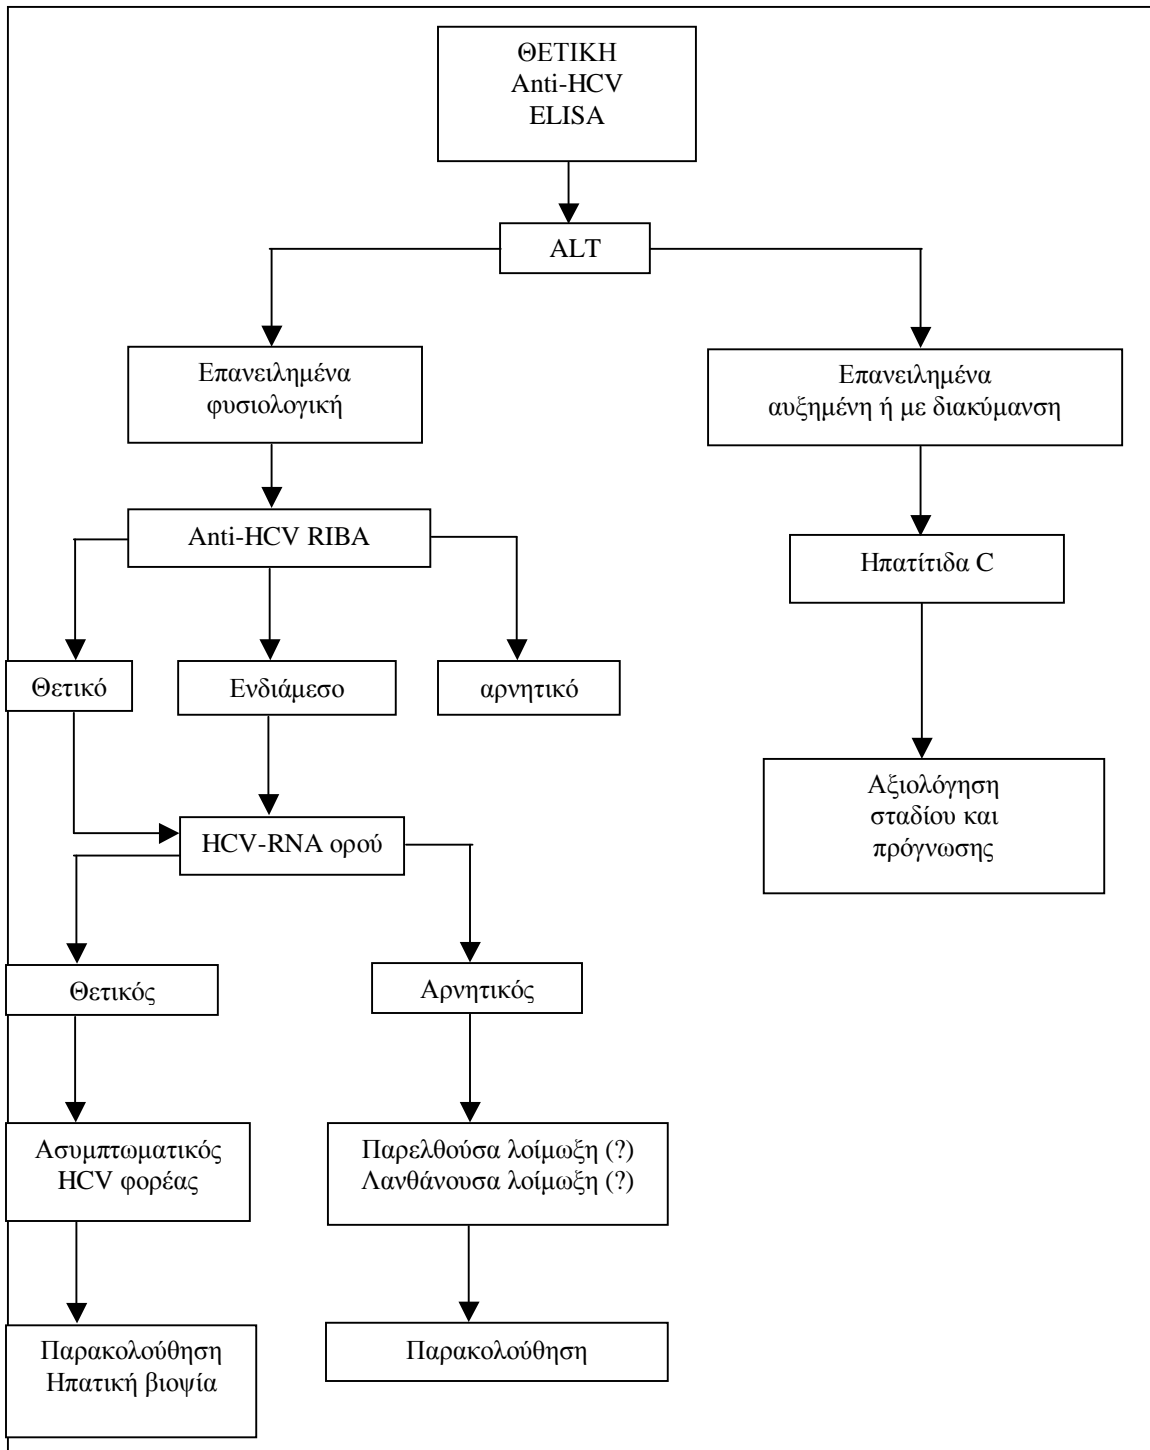 ΘΕΤΙΚΗ
Anti-HCV
ELISA
ALT
Επανειλημένα
φυσιολογική
Επανειλημένα
αυξημένη ή με διακύμανση
Anti-HCV RIBA
Ηπατίτιδα C
Θετικό
Ενδιάμεσο
αρνητικό
Αξιολόγηση
σταδίου και
πρόγνωσης
HCV-RNA ορού
Θετικός
Αρνητικός
Ασυμπτωματικός
HCV φορέας
Παρελθούσα λοίμωξη (?)
Λανθάνουσα λοίμωξη (?)
Παρακολούθηση
Ηπατική βιοψία
Παρακολούθηση